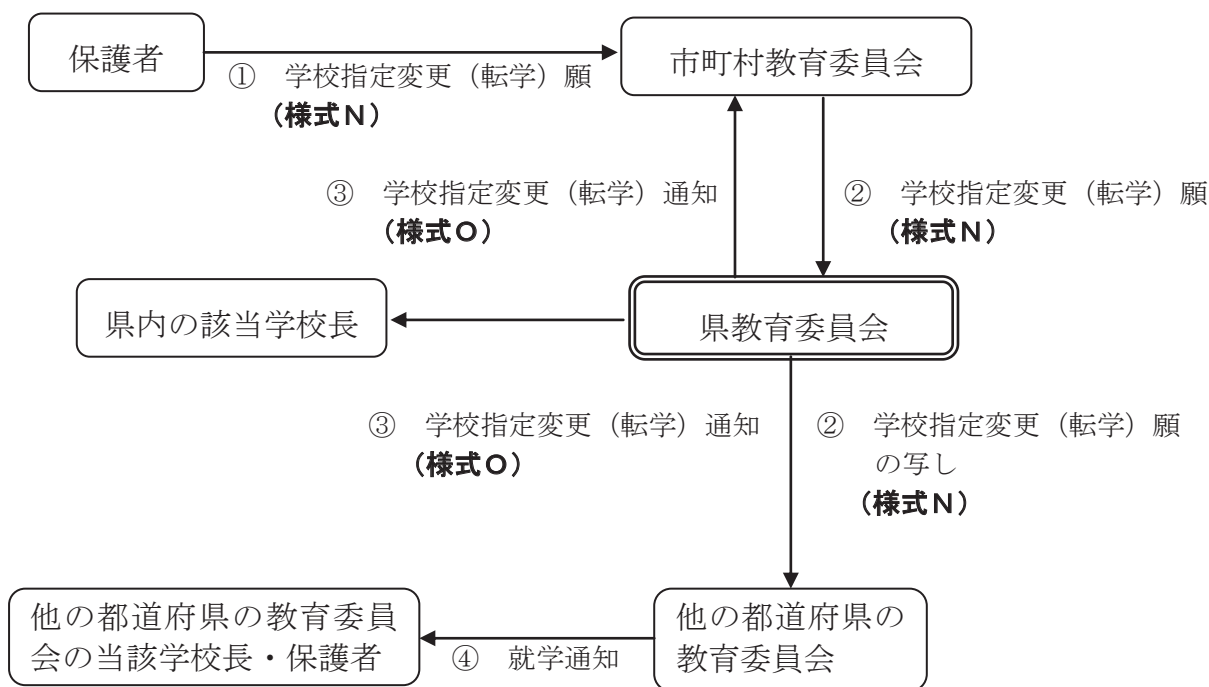 保護者
市町村教育委員会
① 学校指定変更（転学）願
（様式Ｎ）
③ 学校指定変更（転学）通知
（様式Ｏ）
② 学校指定変更（転学）願
（様式Ｎ）
県内の該当学校長
県教育委員会
③ 学校指定変更（転学）通知
（様式Ｏ）
② 学校指定変更（転学）願
の写し
（様式Ｎ）
他の都道府県の教育委員
会の当該学校長・保護者
④ 就学通知
他の都道府県の
教育委員会